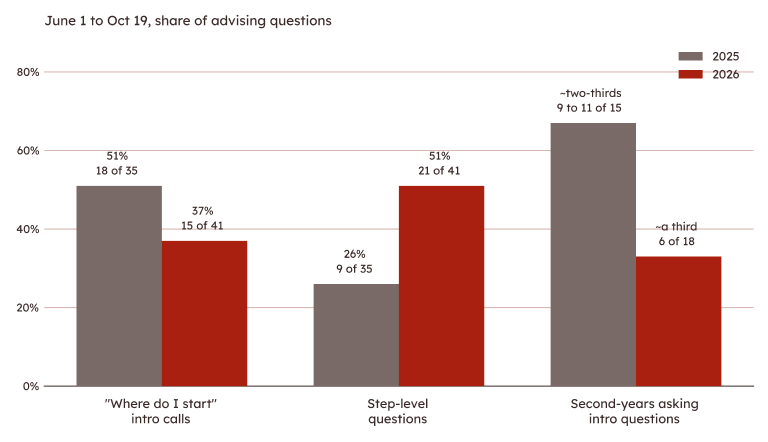 June 1 to Oct 19, share of advising questions
2025
2026
80%
60%
40%
20%
0%
51%
18 of 35
37%
15 of 41
26%
9 of 35
51%
21 of 41
~two-thirds
9 to 11 of 15
~a third
6 of 18
"Where do I start"
intro calls
Step-level
questions
Second-years asking
intro questions